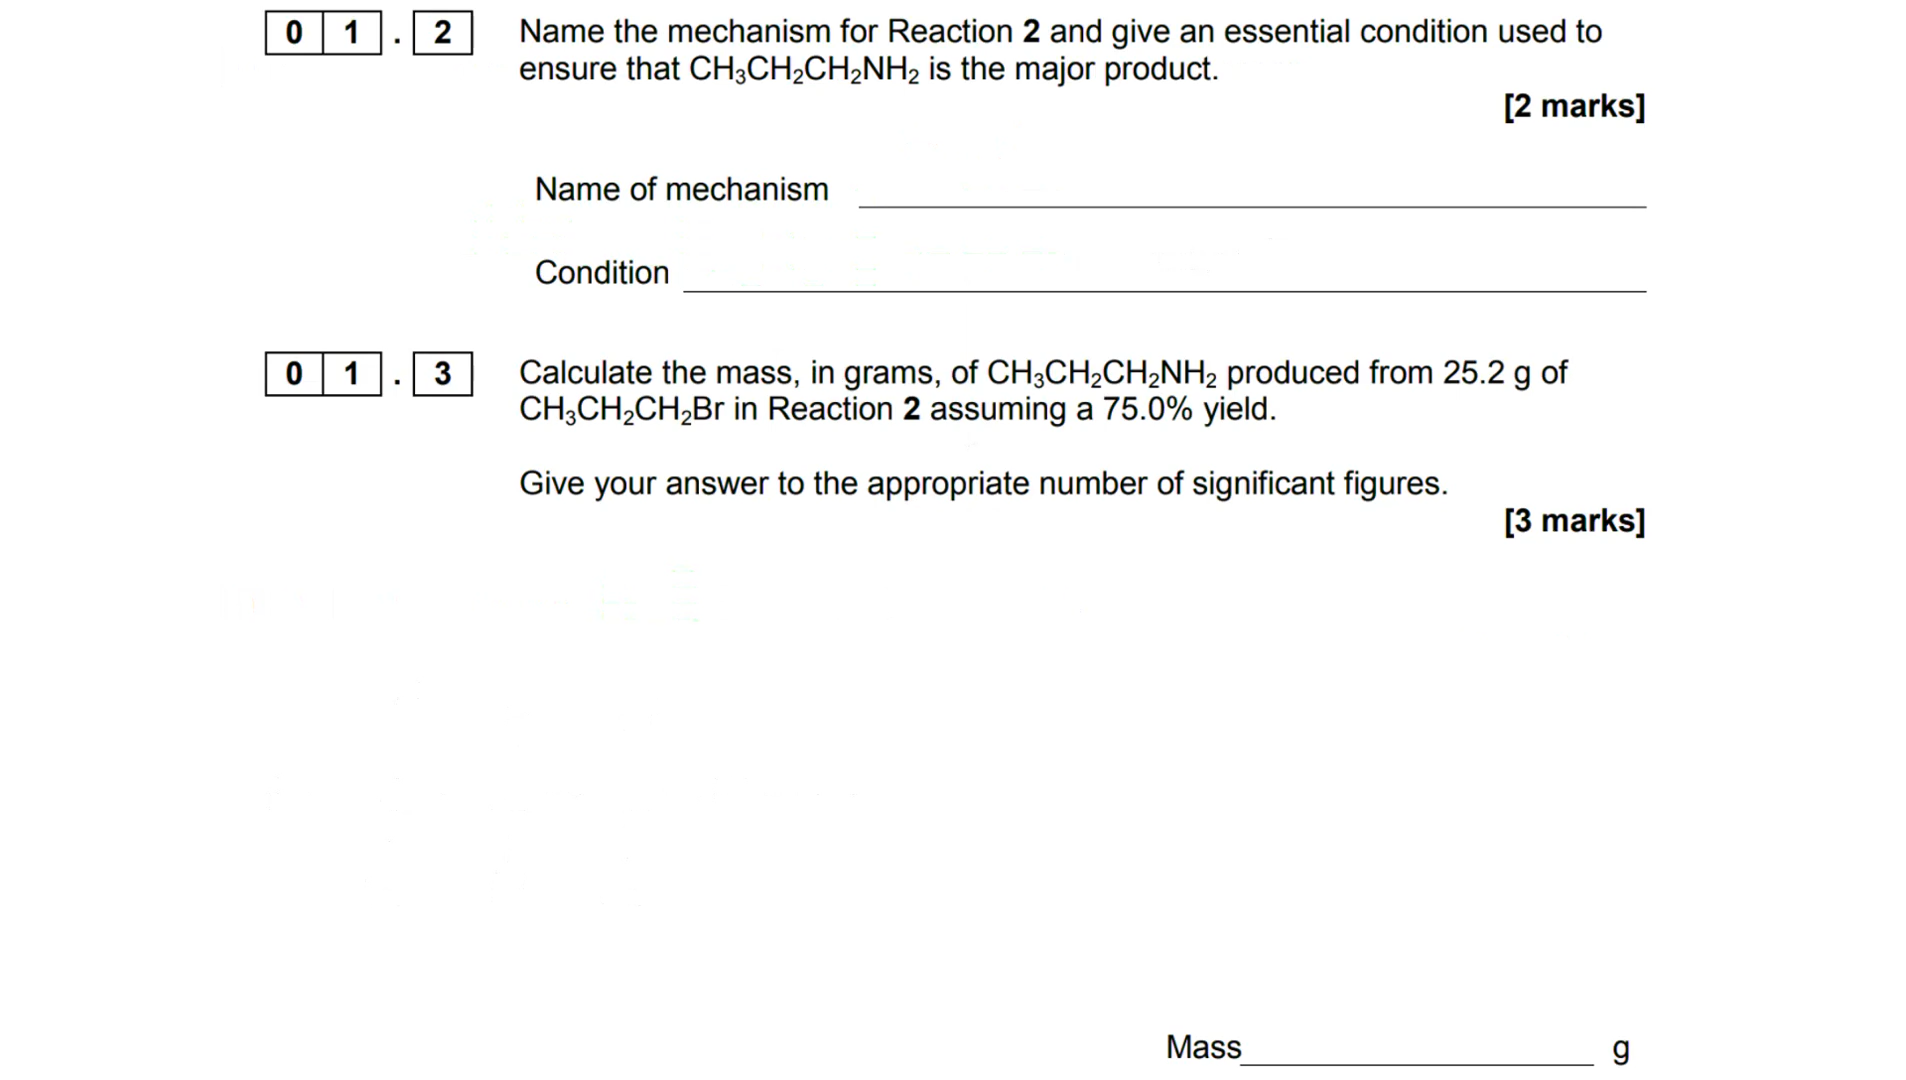 0 1 . 2 Name the mechanism for Reaction 2 and give an essential condition used to
ensure that CH₃CH₂CH₂NH₂ is the major product.
[2 marks]
Name of mechanism
Condition
0 1 . 3 Calculate the mass, in grams, of CH₃CH₂CH₂NH₂ produced from 25.2 g of
CH₃CH₂CH₂Br in Reaction 2 assuming a 75.0% yield.
Give your answer to the appropriate number of significant figures.
[3 marks]
Mass g